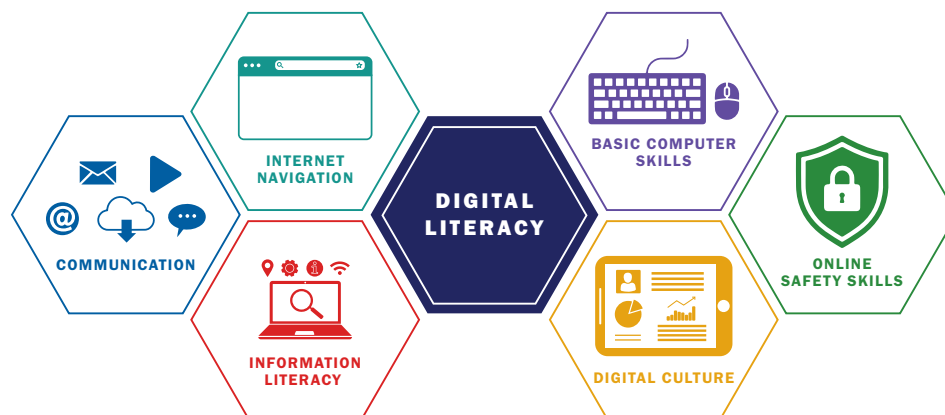 INTERNET
NAVIGATION
BASIC COMPUTER
SKILLS
DIGITAL
LITERACY
@
COMMUNICATION
ONLINE
SAFETY SKILLS
i
INFORMATION
LITERACY
DIGITAL CULTURE